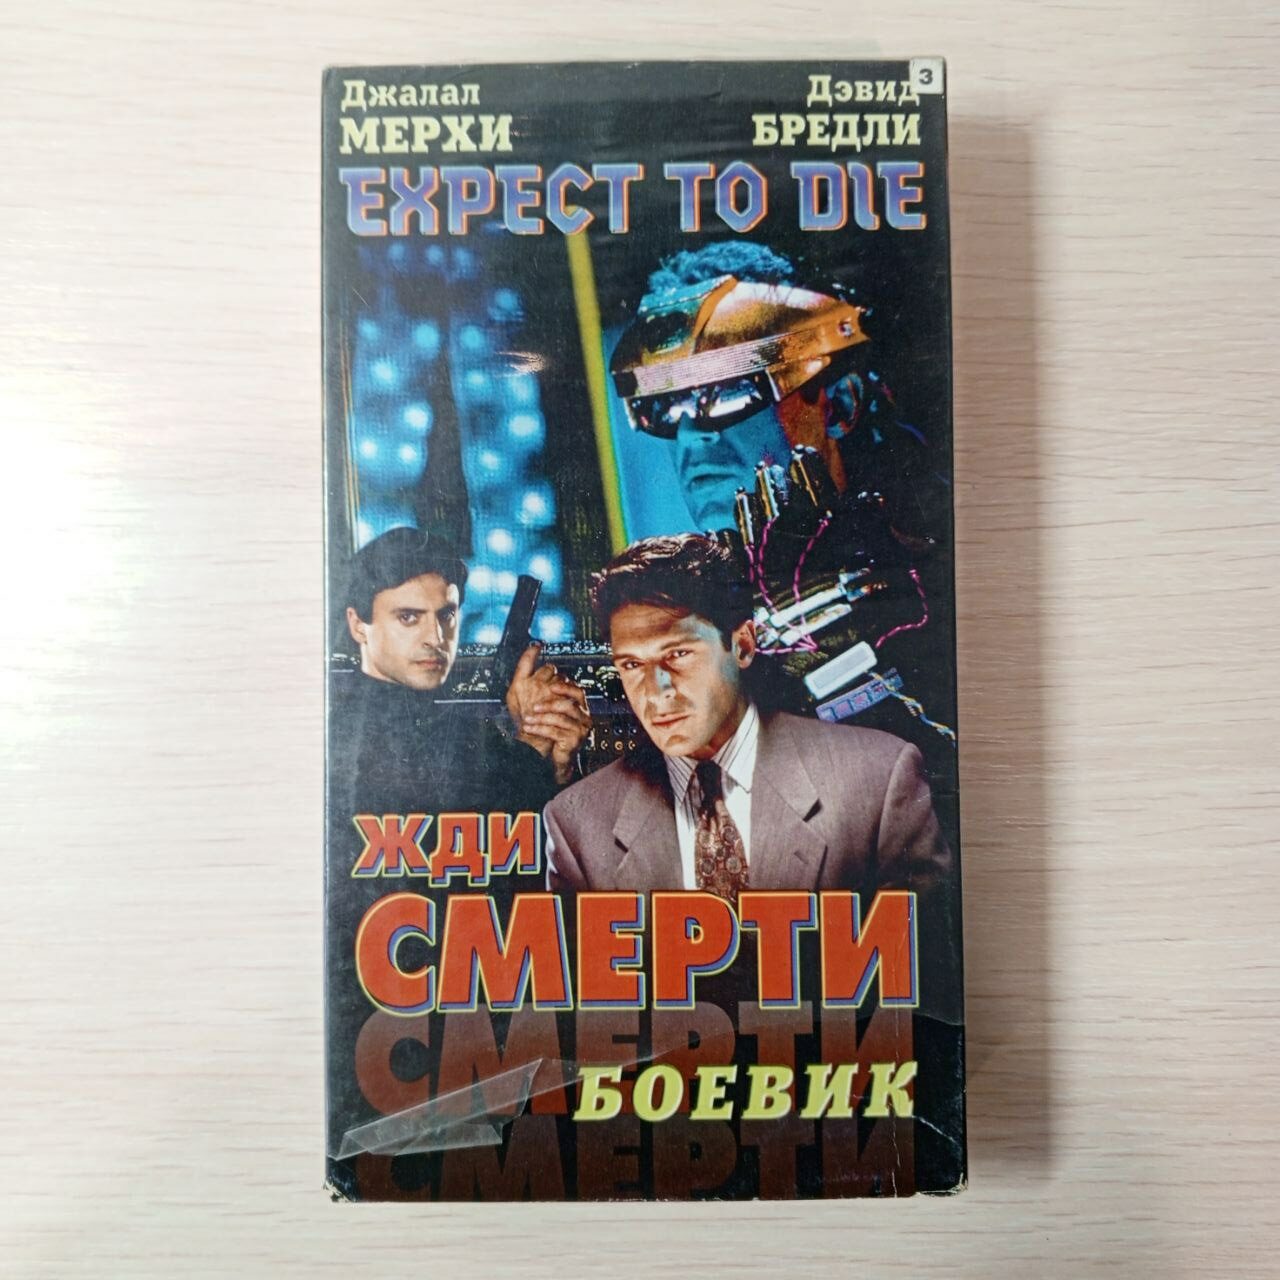 Джалал
МЕРХИ
Дэвид
БРЕДЛИ
3
EXPECT TO DIE
ЖДИ
СМЕРТИ
СМЕРТИ
БОЕВИК
СМЕРТИ